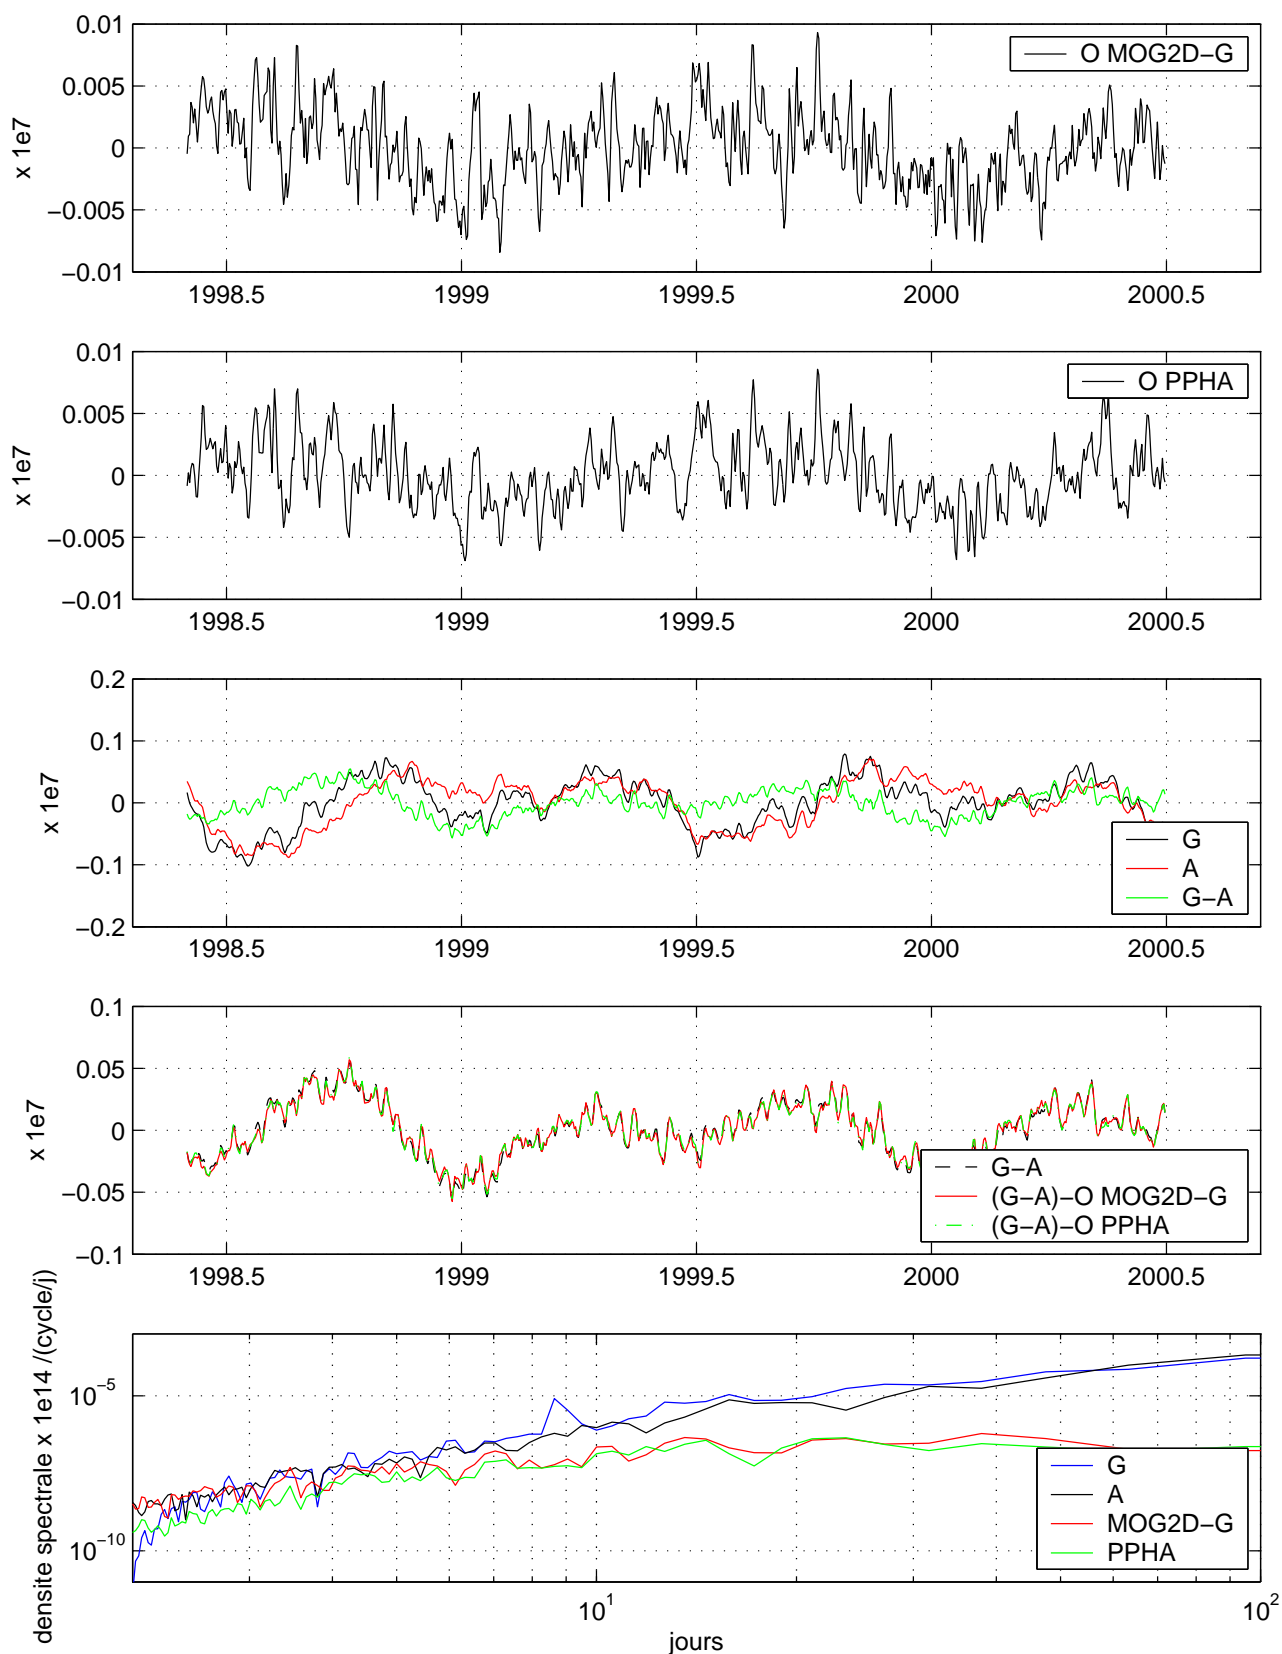 0.01
0.005
0
−0.005
−0.01
x 1e7
O MOG2D−G
1998.5 1999 1999.5 2000 2000.5
0.01
0.005
0
−0.005
−0.01
x 1e7
O PPHA
1998.5 1999 1999.5 2000 2000.5
0.2
0.1
0
−0.1
−0.2
x 1e7
G
A
G−A
1998.5 1999 1999.5 2000 2000.5
0.1
0.05
0
−0.05
−0.1
x 1e7
G−A
(G−A)−O MOG2D−G
(G−A)−O PPHA
1998.5 1999 1999.5 2000 2000.5
densite spectrale x 1e14 /(cycle/j)
10^−5
10^−10
G
A
MOG2D−G
PPHA
10^1 10^2
jours